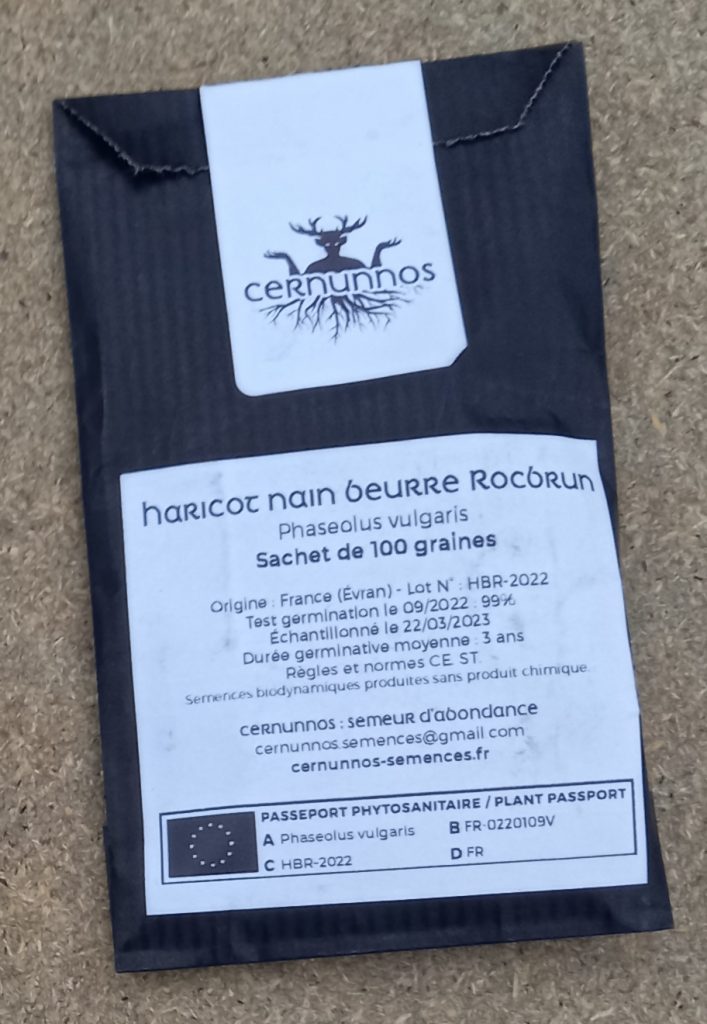 cernunnos
haricot nain beurre Rocbrun
Phaseolus vulgaris
Sachet de 100 graines
Origine : France (Évran) - Lot N° : HBR-2022
Test germination le 09/2022 : 99%
Échantillonné le 22/03/2023
Durée germinative moyenne : 3 ans
Règles et normes CE. ST.
Semences biodynamiques produites sans produit chimique.
cernunnos : semeur d'abondance
cernunnos.semences@gmail.com
cernunnos-semences.fr
PASSEPORT PHYTOSANITAIRE / PLANT PASSPORT
A Phaseolus vulgaris B FR-0220109V
C HBR-2022 D FR